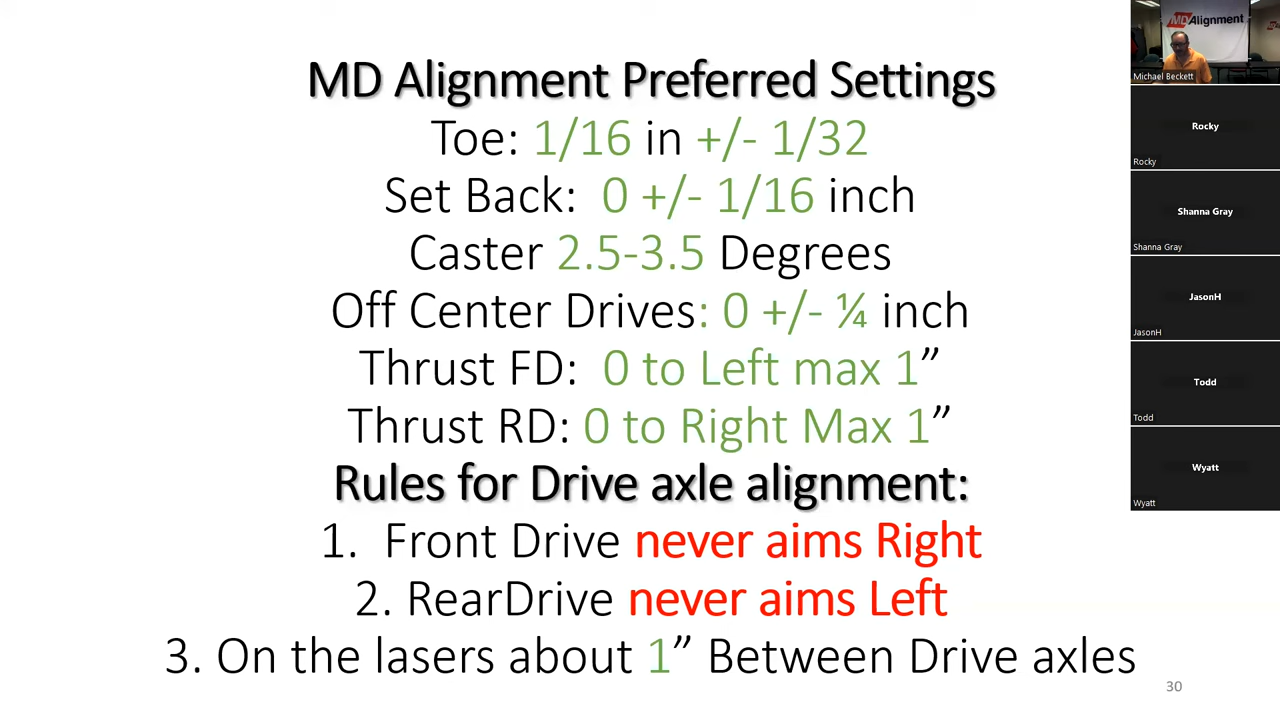 MD Alignment Preferred Settings
Toe: 1/16 in +/- 1/32
Set Back: 0 +/- 1/16 inch
Caster 2.5-3.5 Degrees
Off Center Drives: 0 +/- ¼ inch
Thrust FD: 0 to Left max 1”
Thrust RD: 0 to Right Max 1”
Rules for Drive axle alignment:
1. Front Drive never aims Right
2. RearDrive never aims Left
3. On the lasers about 1” Between Drive axles
30
MDAlignment
Michael Beckett
Rocky
Rocky
Shanna Gray
Shanna Gray
JasonH
JasonH
Todd
Todd
Wyatt
Wyatt